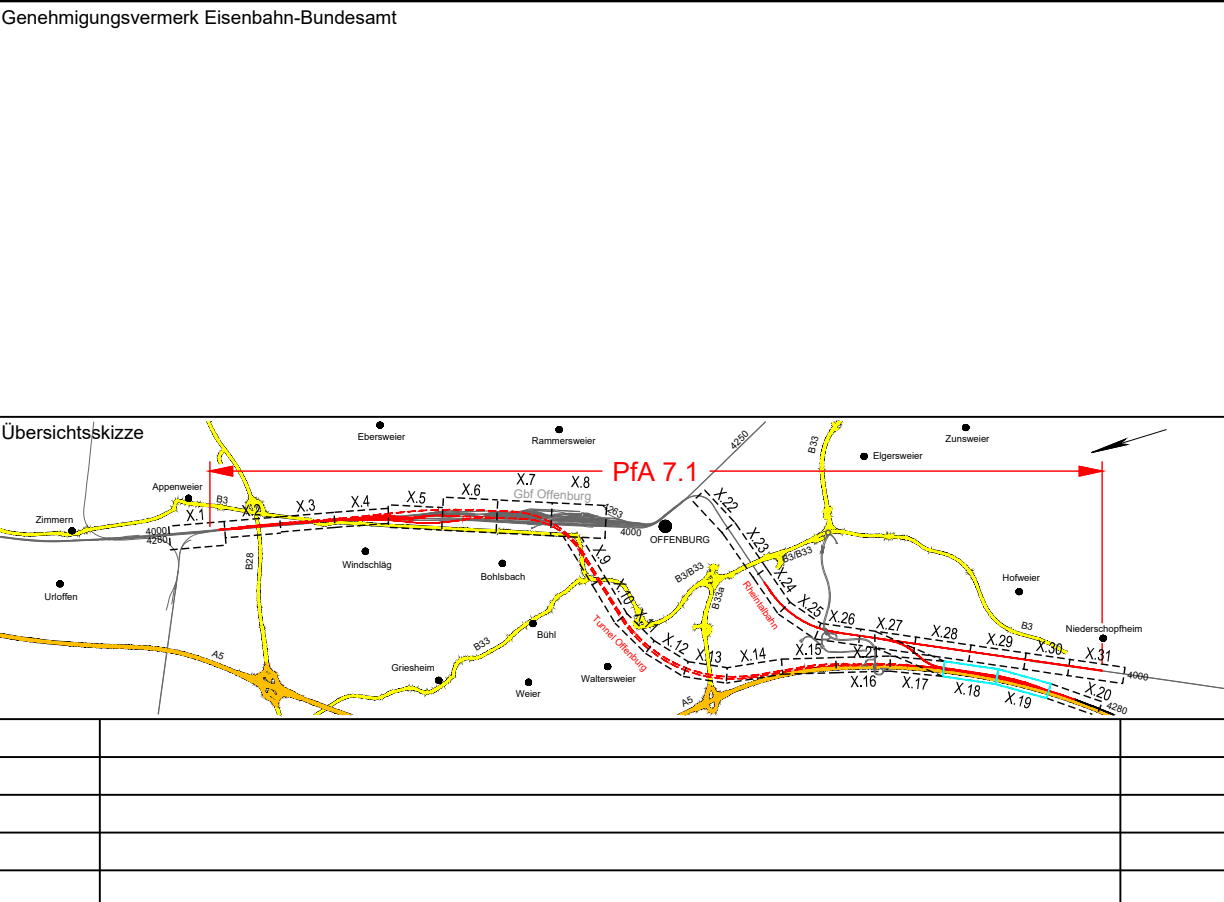 Genehmigungsvermerk Eisenbahn-Bundesamt
Übersichtsskizze
Ebersweier
Rammersweier
4250
B33
Zunsweier
Elgersweier
PfA 7.1
Appenweier
B3
X.1
X.2
X.3
X.4
X.5
X.6
X.7
X.8
Gbf Offenburg
4263
X.22
Zimmern
4000
4280
4000
OFFENBURG
B28
Windschläg
Bohlsbach
X.9
X.23
B3/B33
B3/B33
Urloffen
X.10
B33a
X.24
Rheintalbahn
X.25
Hofweier
X.11
Tunnel Offenburg
X.26
X.27
X.28
X.29
X.30
X.31
B3
Niederschopfheim
Bühl
B33
A5
Griesheim
Weier
Waltersweier
X.12
X.13
X.14
X.15
X.21
X.16
X.17
X.18
X.19
X.20
4000
4280
A5